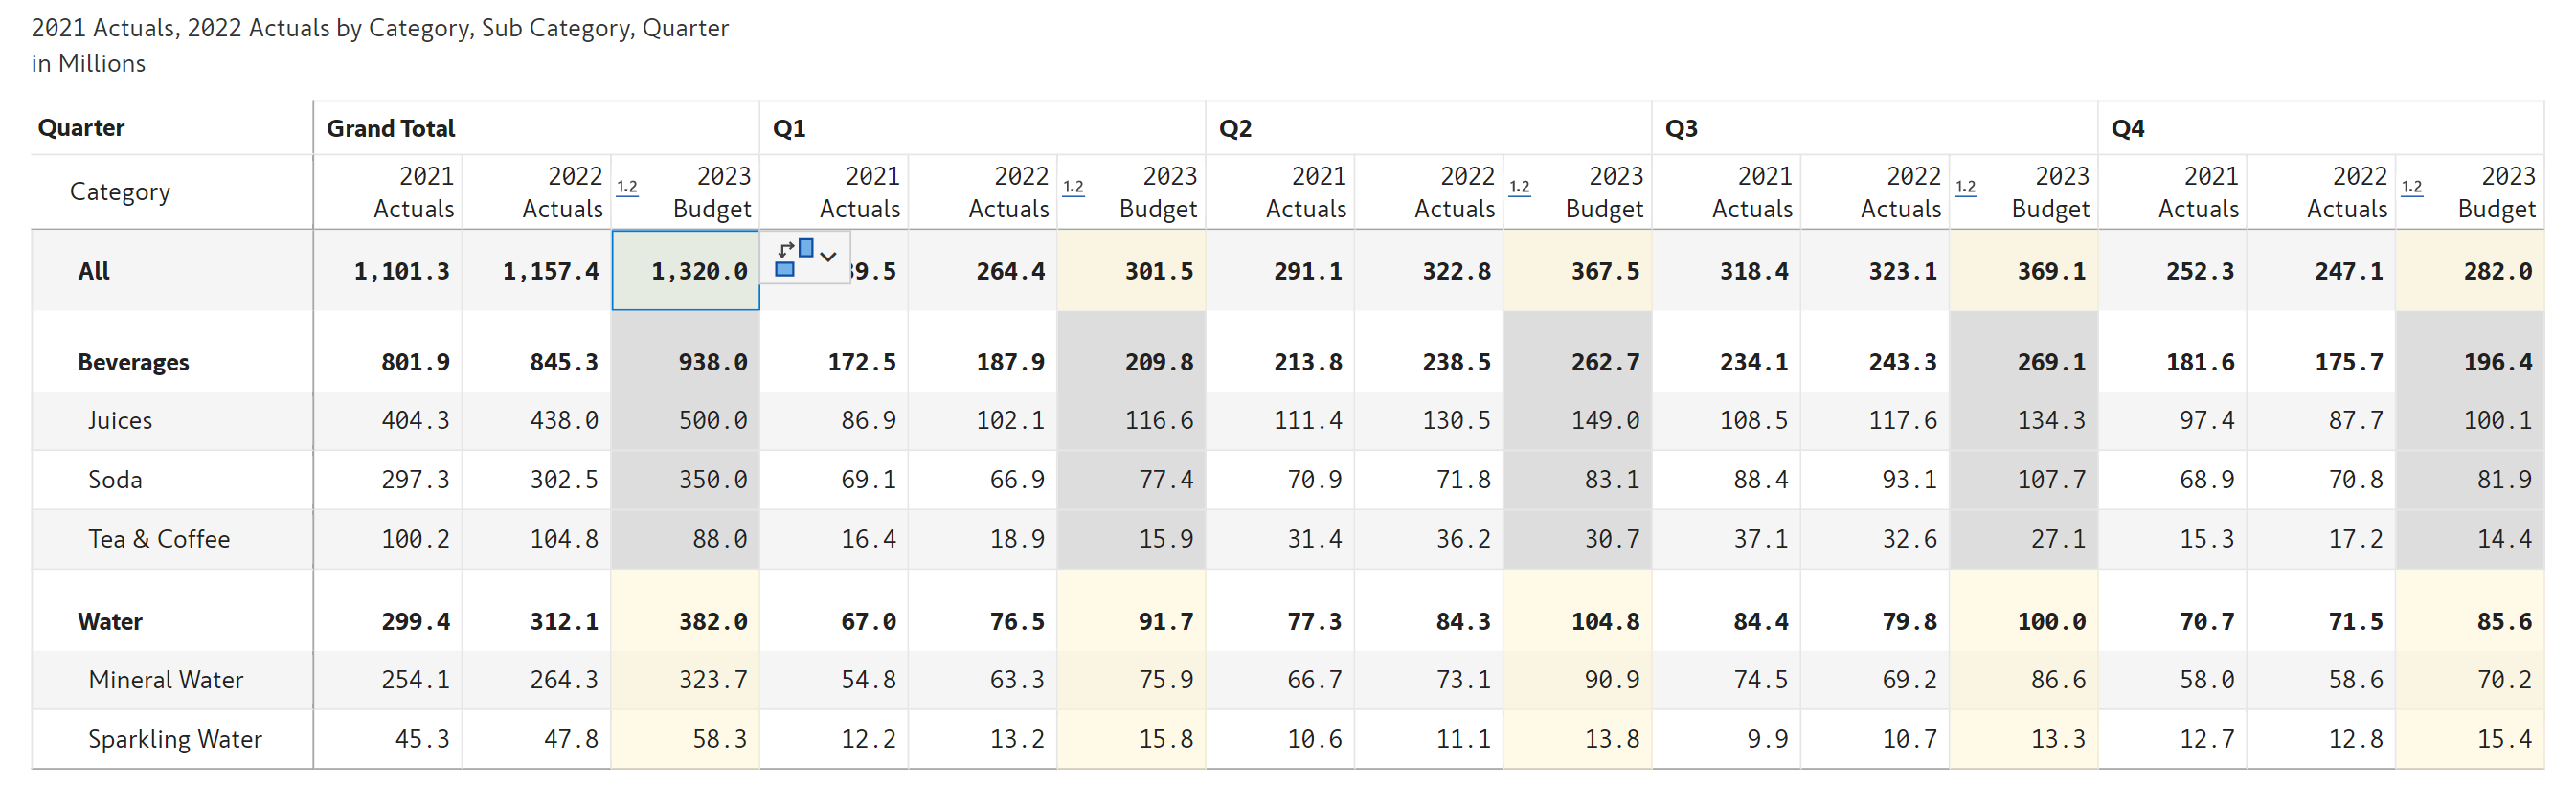 2021 Actuals, 2022 Actuals by Category, Sub Category, Quarter
in Millions
Quarter Grand Total Q1 Q2 Q3 Q4
Category 2021 Actuals 2022 Actuals 1.2 2023 Budget 2021 Actuals 2022 Actuals 1.2 2023 Budget 2021 Actuals 2022 Actuals 1.2 2023 Budget 2021 Actuals 2022 Actuals 1.2 2023 Budget 2021 Actuals 2022 Actuals 1.2 2023 Budget
All 1,101.3 1,157.4 1,320.0 9.5 264.4 301.5 291.1 322.8 367.5 318.4 323.1 369.1 252.3 247.1 282.0
Beverages 801.9 845.3 938.0 172.5 187.9 209.8 213.8 238.5 262.7 234.1 243.3 269.1 181.6 175.7 196.4
Juices 404.3 438.0 500.0 86.9 102.1 116.6 111.4 130.5 149.0 108.5 117.6 134.3 97.4 87.7 100.1
Soda 297.3 302.5 350.0 69.1 66.9 77.4 70.9 71.8 83.1 88.4 93.1 107.7 68.9 70.8 81.9
Tea & Coffee 100.2 104.8 88.0 16.4 18.9 15.9 31.4 36.2 30.7 37.1 32.6 27.1 15.3 17.2 14.4
Water 299.4 312.1 382.0 67.0 76.5 91.7 77.3 84.3 104.8 84.4 79.8 100.0 70.7 71.5 85.6
Mineral Water 254.1 264.3 323.7 54.8 63.3 75.9 66.7 73.1 90.9 74.5 69.2 86.6 58.0 58.6 70.2
Sparkling Water 45.3 47.8 58.3 12.2 13.2 15.8 10.6 11.1 13.8 9.9 10.7 13.3 12.7 12.8 15.4